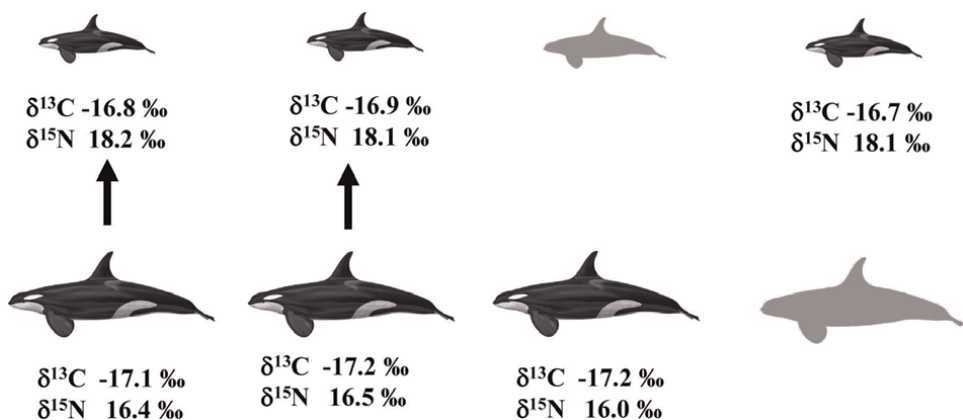 δ¹³C -16.8 ‰
δ¹⁵N 18.2 ‰
δ¹³C -16.9 ‰
δ¹⁵N 18.1 ‰
δ¹³C -16.7 ‰
δ¹⁵N 18.1 ‰
δ¹³C -17.1 ‰
δ¹⁵N 16.4 ‰
δ¹³C -17.2 ‰
δ¹⁵N 16.5 ‰
δ¹³C -17.2 ‰
δ¹⁵N 16.0 ‰